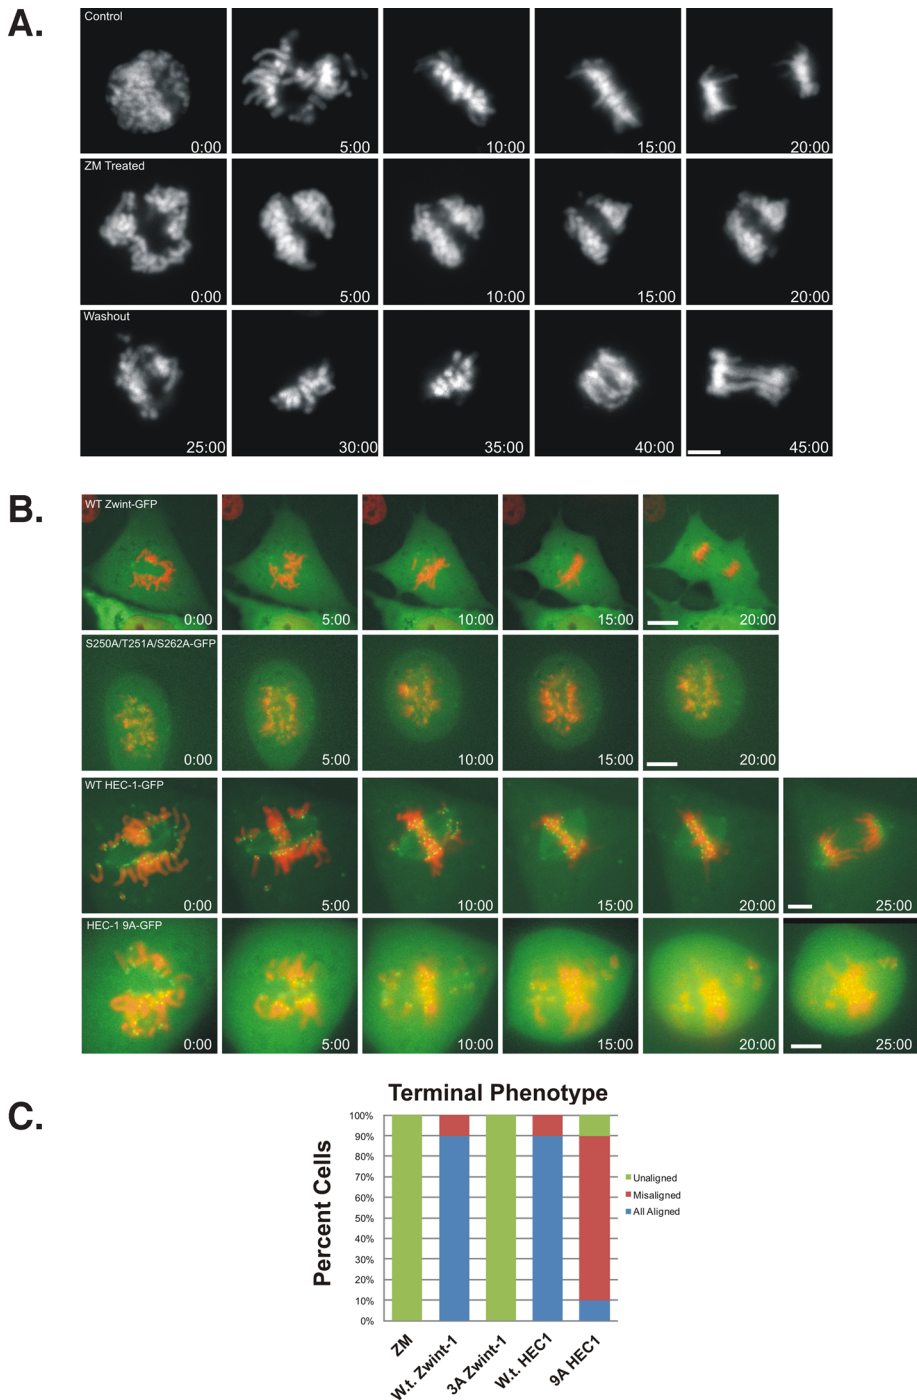 A.
Control
0:00 5:00 10:00 15:00 20:00
ZM Treated
0:00 5:00 10:00 15:00 20:00
Washout
25:00 30:00 35:00 40:00 45:00
B.
WT Zwint-GFP
0:00 5:00 10:00 15:00 20:00
S250A/T251A/S262A-GFP
0:00 5:00 10:00 15:00 20:00
WT HEC-1-GFP
0:00 5:00 10:00 15:00 20:00 25:00
HEC-1 9A-GFP
0:00 5:00 10:00 15:00 20:00 25:00
C.
Terminal Phenotype
Percent Cells
100%
90%
80%
70%
60%
50%
40%
30%
20%
10%
0%
Unaligned
Misaligned
All Aligned
ZM
W.t. Zwint-1
3A Zwint-1
W.t. HEC1
9A HEC1